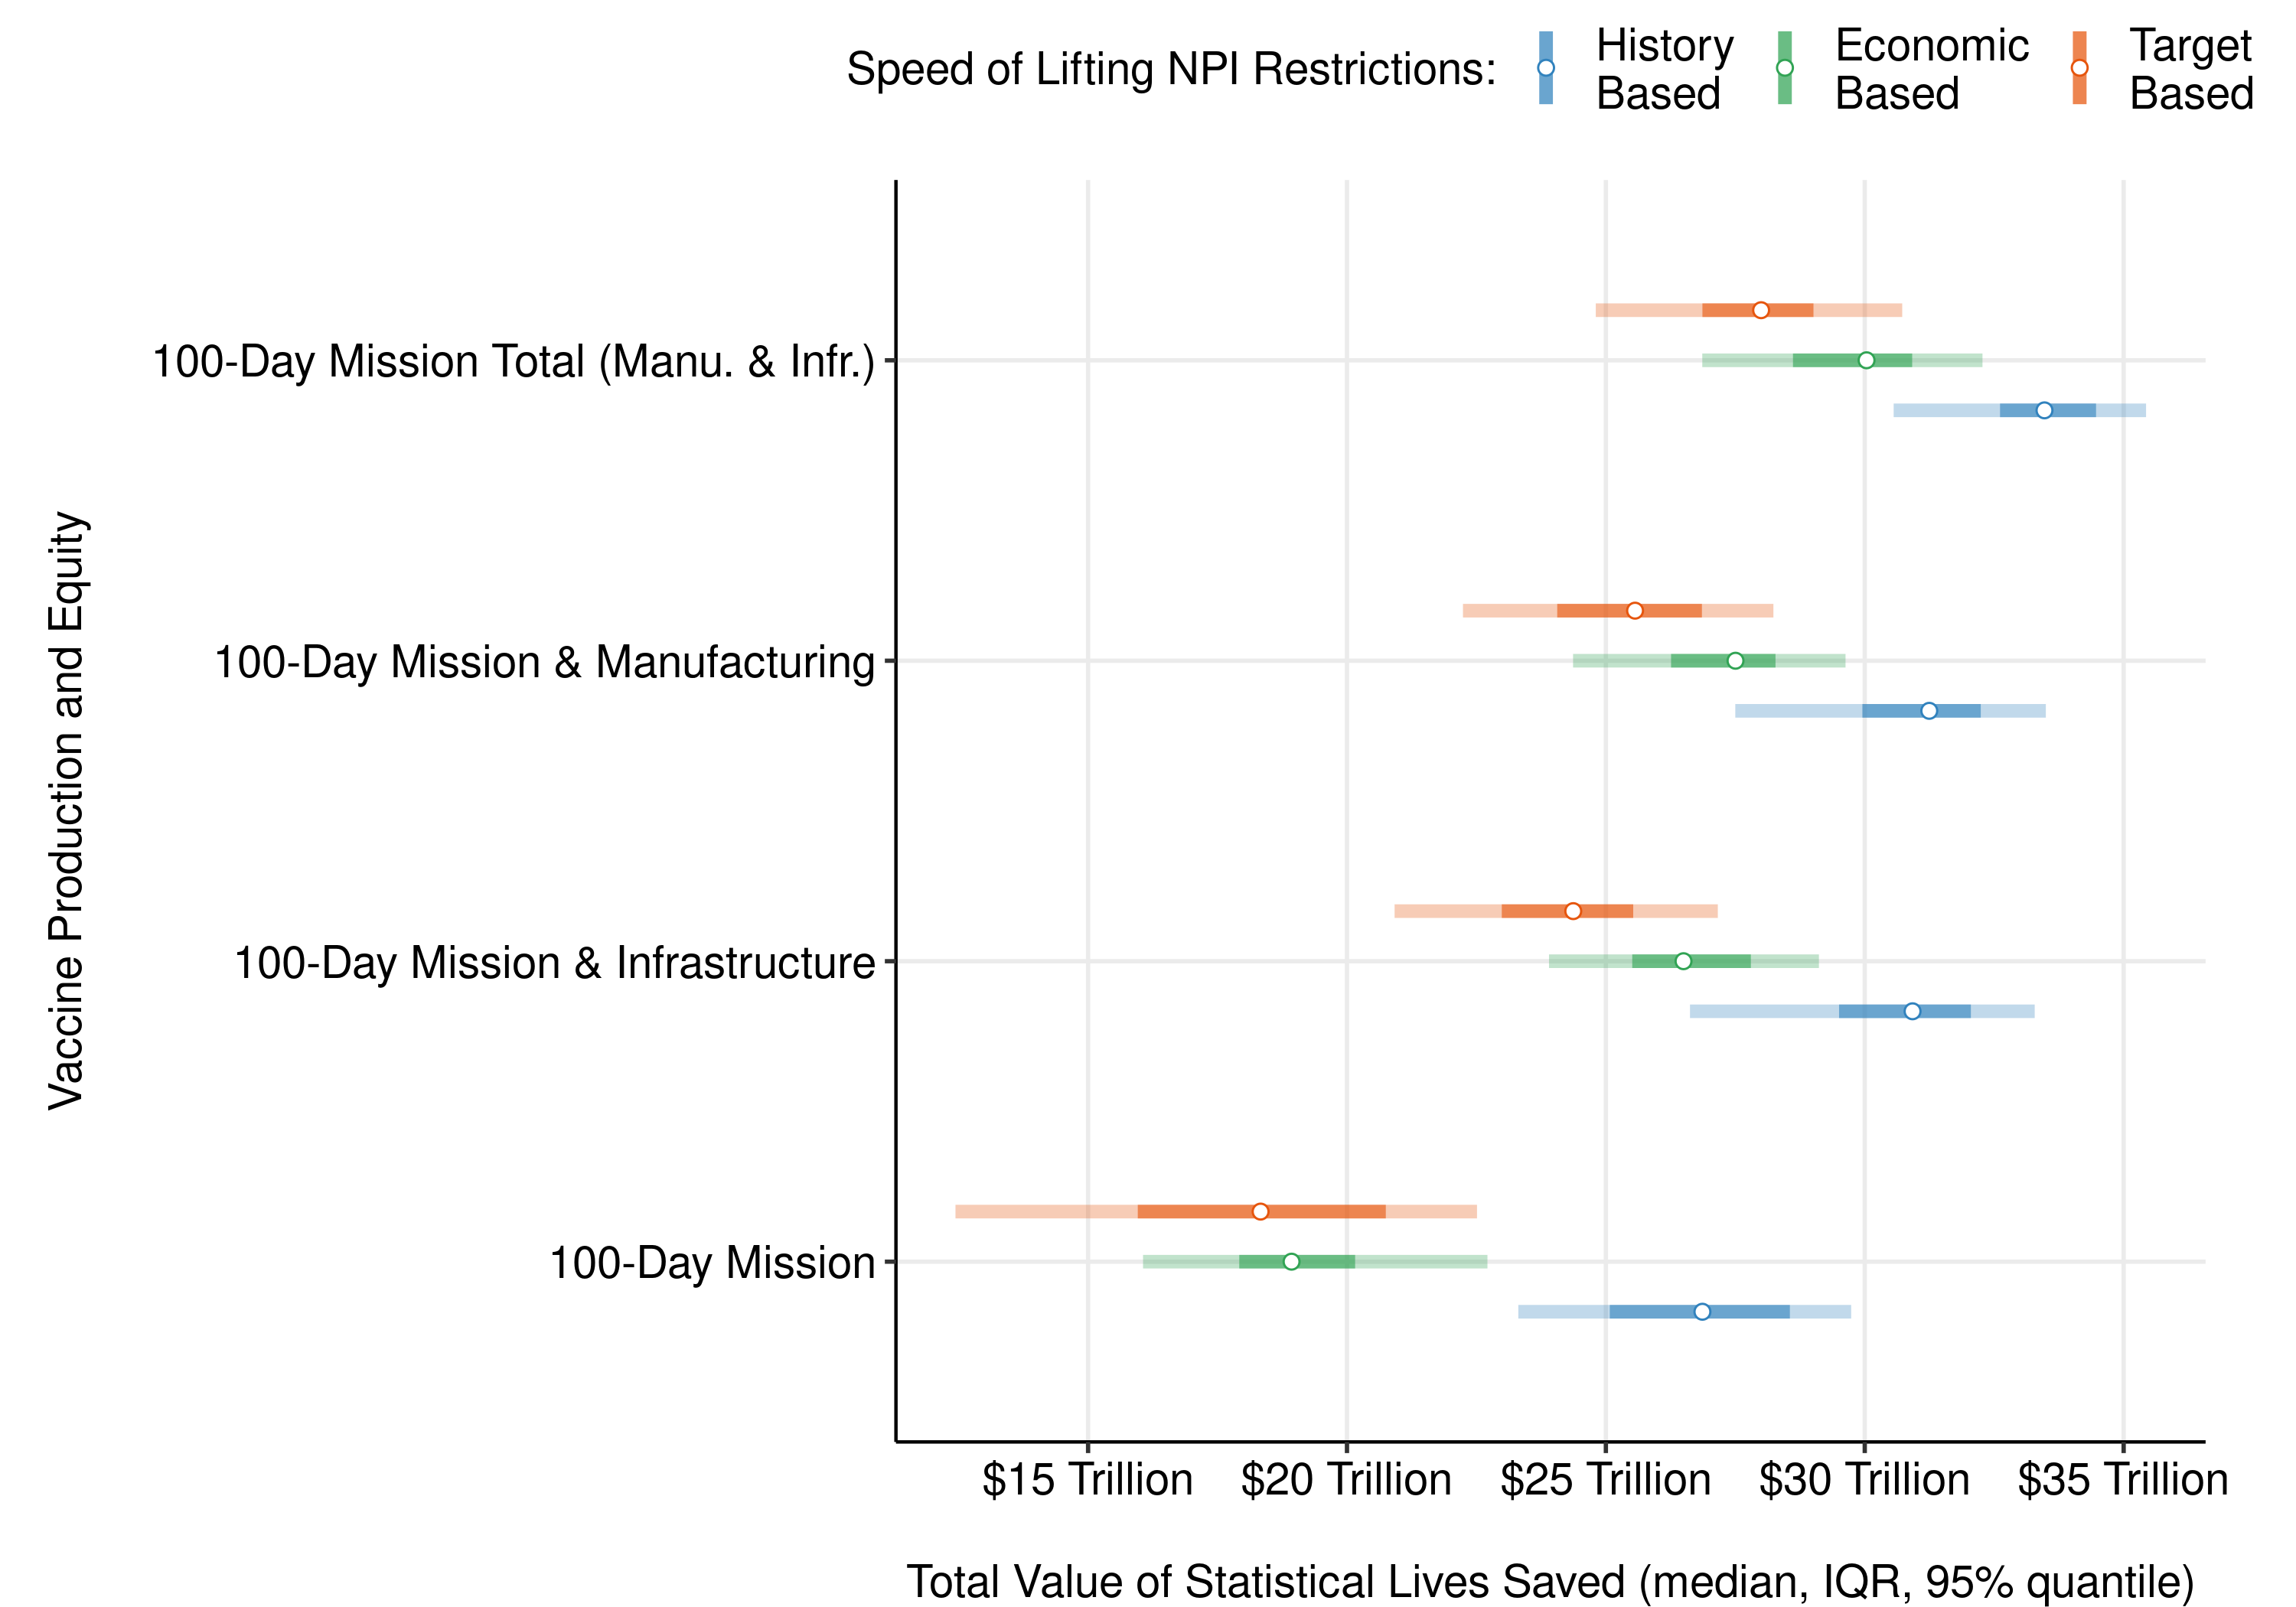 Speed of Lifting NPI Restrictions:
History
Based
Economic
Based
Target
Based
Vaccine Production and Equity
100-Day Mission Total (Manu. & Infr.)
100-Day Mission & Manufacturing
100-Day Mission & Infrastructure
100-Day Mission
$15 Trillion
$20 Trillion
$25 Trillion
$30 Trillion
$35 Trillion
Total Value of Statistical Lives Saved (median, IQR, 95% quantile)